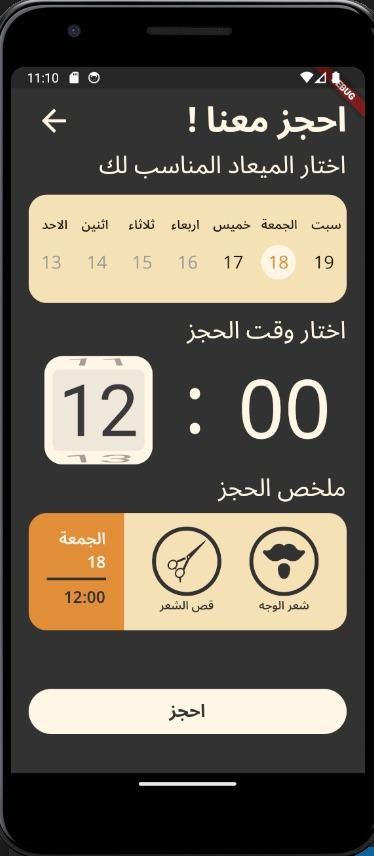 11:10
DEBUG
احجز معنا !
اختار الميعاد المناسب لك
سبت الجمعة خميس اربعاء ثلاثاء اثنين الاحد
19 18 17 16 15 14 13
اختار وقت الحجز
11
12 : 00
13
ملخص الحجز
شعر الوجه
قص الشعر
الجمعة
18
12:00
احجز